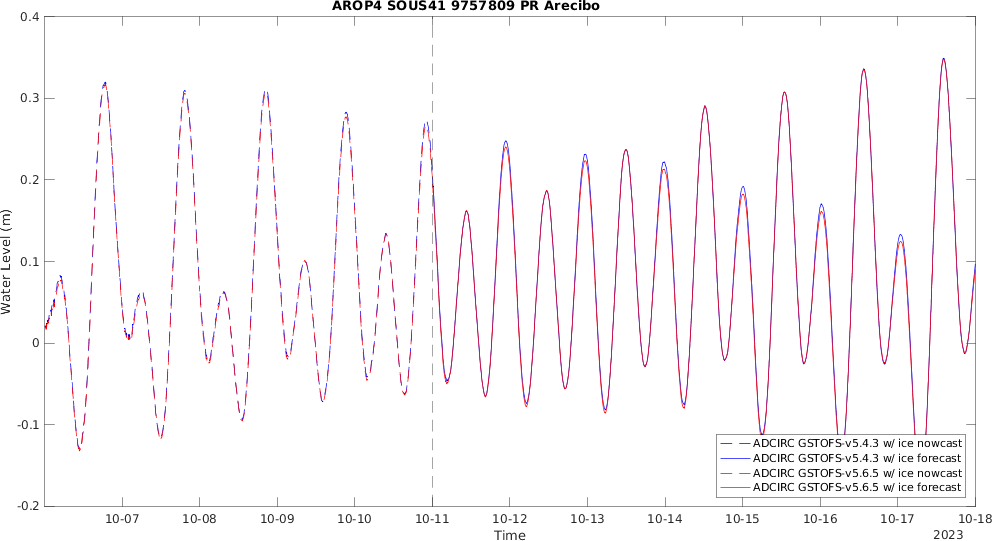 AROP4 SOUS41 9757809 PR Arecibo
0.4
0.3
0.2
0.1
0
-0.1
-0.2
Water Level (m)
10-07 10-08 10-09 10-10 10-11 10-12 10-13 10-14 10-15 10-16 10-17 10-18
Time
2023
ADCIRC GSTOFS-v5.4.3 w/ ice nowcast
ADCIRC GSTOFS-v5.4.3 w/ ice forecast
ADCIRC GSTOFS-v5.6.5 w/ ice nowcast
ADCIRC GSTOFS-v5.6.5 w/ ice forecast